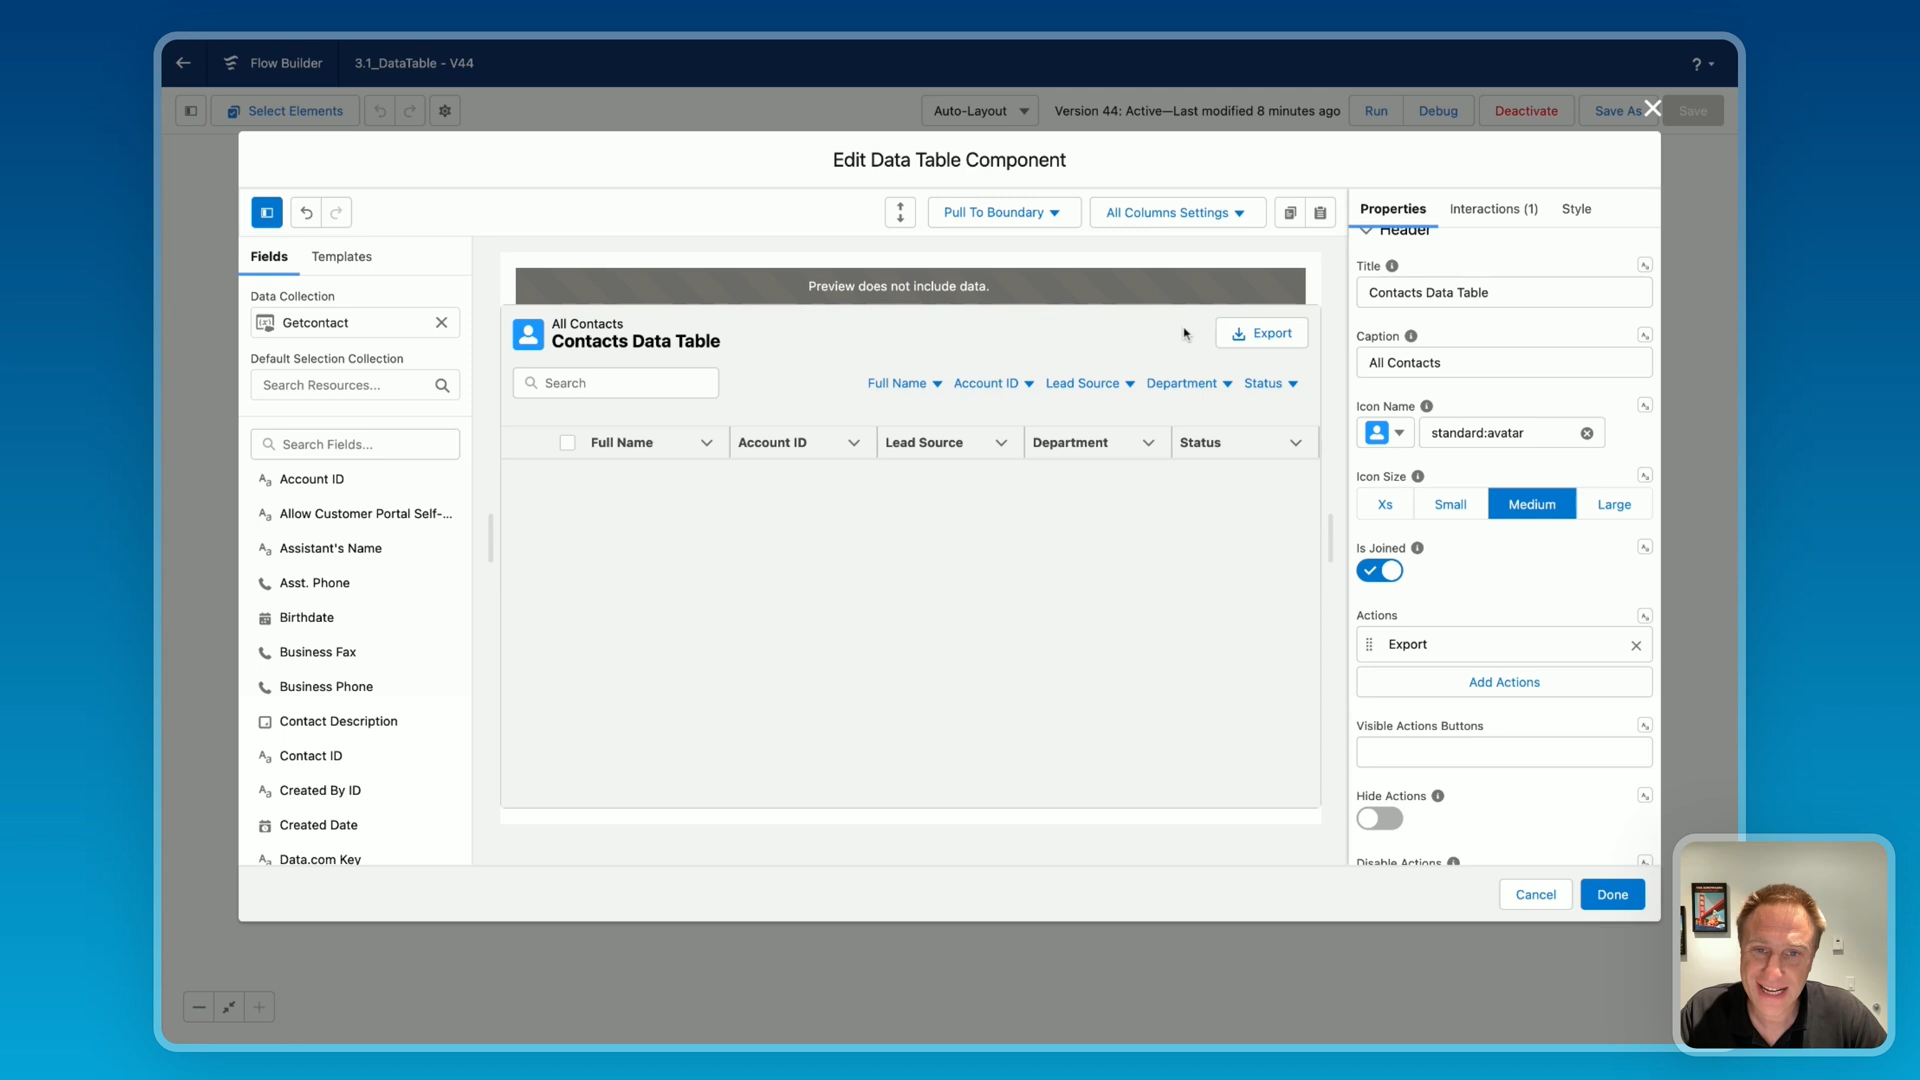 Flow Builder
3.1_DataTable - V44
?
Select Elements
Auto-Layout
Version 44: Active—Last modified 8 minutes ago
Run
Debug
Deactivate
Save As
Save
Edit Data Table Component
Pull To Boundary
All Columns Settings
Properties
Interactions (1)
Style
Fields
Templates
Data Collection
Getcontact
Default Selection Collection
Search Resources...
Search Fields...
Account ID
Allow Customer Portal Self-...
Assistant's Name
Asst. Phone
Birthdate
Business Fax
Business Phone
Contact Description
Contact ID
Created By ID
Created Date
Data.com Key
Preview does not include data.
All Contacts
Contacts Data Table
Export
Search
Full Name
Account ID
Lead Source
Department
Status
Full Name
Account ID
Lead Source
Department
Status
Header
Title
Contacts Data Table
Caption
All Contacts
Icon Name
standard:avatar
Icon Size
Xs
Small
Medium
Large
Is Joined
Actions
Export
Add Actions
Visible Actions Buttons
Hide Actions
Disable Actions
Cancel
Done